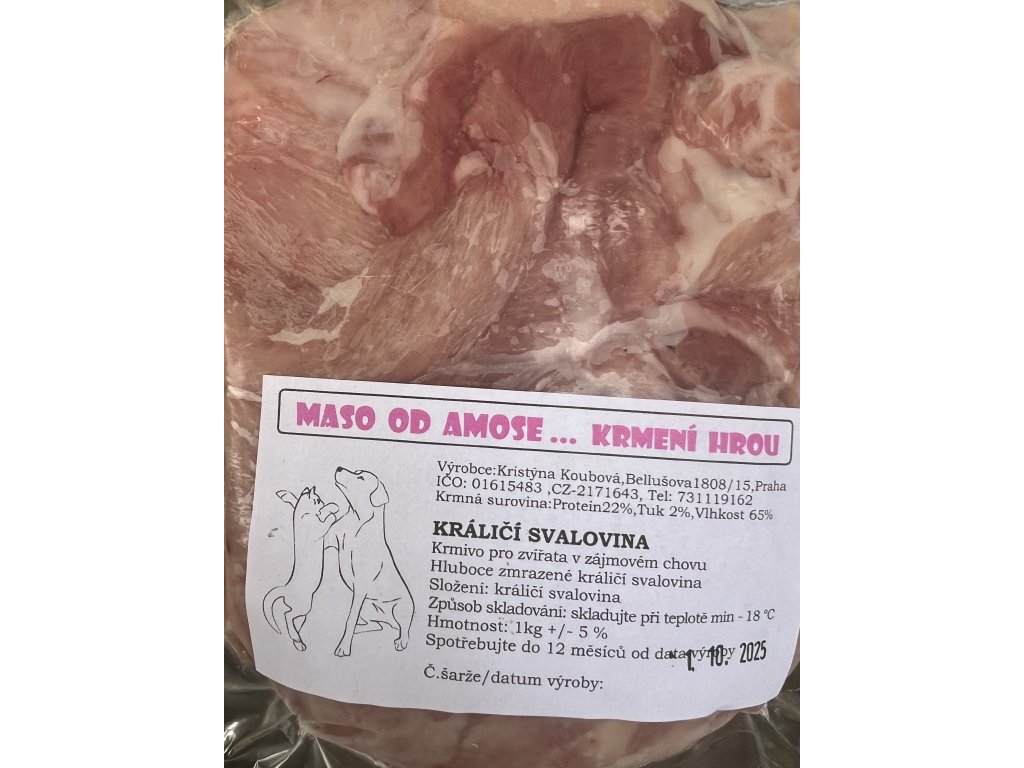 MASO OD AMOSE... KRMENÍ HROU
Výrobce:Kristýna Koubová,Bellušova1808/15,Praha
IČO: 01615483 ,CZ-2171643, Tel: 731119162
Krmná surovina:Protein22%,Tuk 2%,Vlhkost 65%
KRÁLIČÍ SVALOVINA
Krmivo pro zvířata v zájmovém chovu
Hluboce zmrazené králičí svalovina
Složení: králičí svalovina
Způsob skladování: skladujte při teplotě min - 18 °C
Hmotnost: 1kg +/- 5 %
Spotřebujte do 12 měsíců od data výroby
1. 10. 2025
Č.šarže/datum výroby: